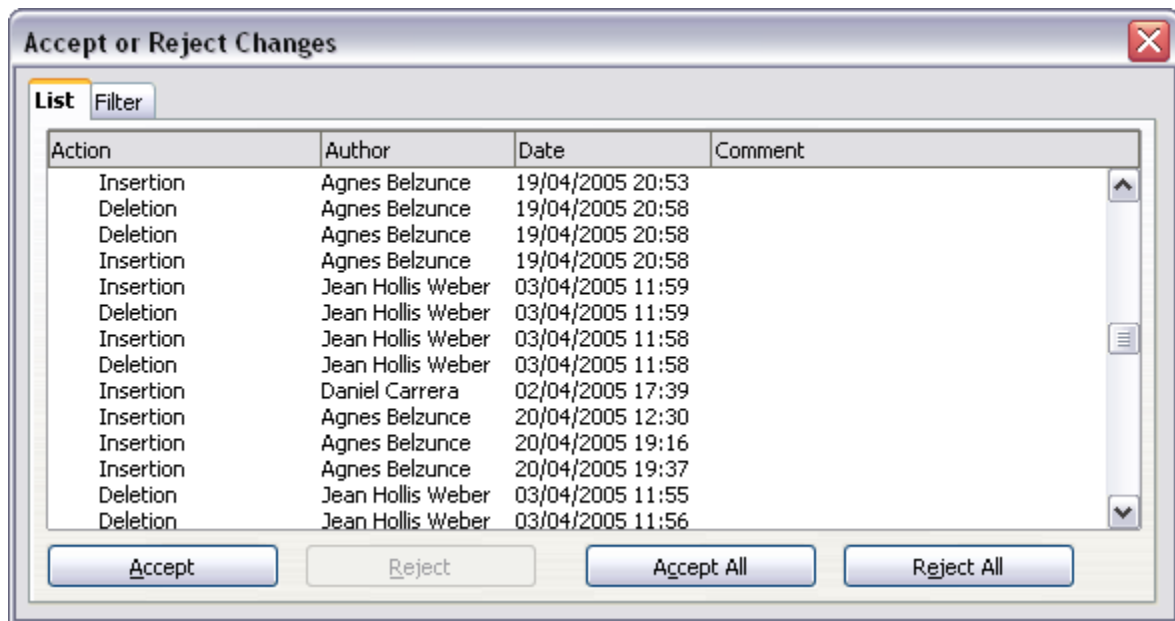 Accept or Reject Changes
List Filter
Action Author Date Comment
Insertion Agnes Belzunce 19/04/2005 20:53
Deletion Agnes Belzunce 19/04/2005 20:58
Deletion Agnes Belzunce 19/04/2005 20:58
Insertion Agnes Belzunce 19/04/2005 20:58
Insertion Jean Hollis Weber 03/04/2005 11:59
Deletion Jean Hollis Weber 03/04/2005 11:59
Insertion Jean Hollis Weber 03/04/2005 11:58
Deletion Jean Hollis Weber 03/04/2005 11:58
Insertion Daniel Carrera 02/04/2005 17:39
Insertion Agnes Belzunce 20/04/2005 12:30
Insertion Agnes Belzunce 20/04/2005 19:16
Insertion Agnes Belzunce 20/04/2005 19:37
Deletion Jean Hollis Weber 03/04/2005 11:55
Deletion Jean Hollis Weber 03/04/2005 11:56
Accept Reject Accept All Reject All